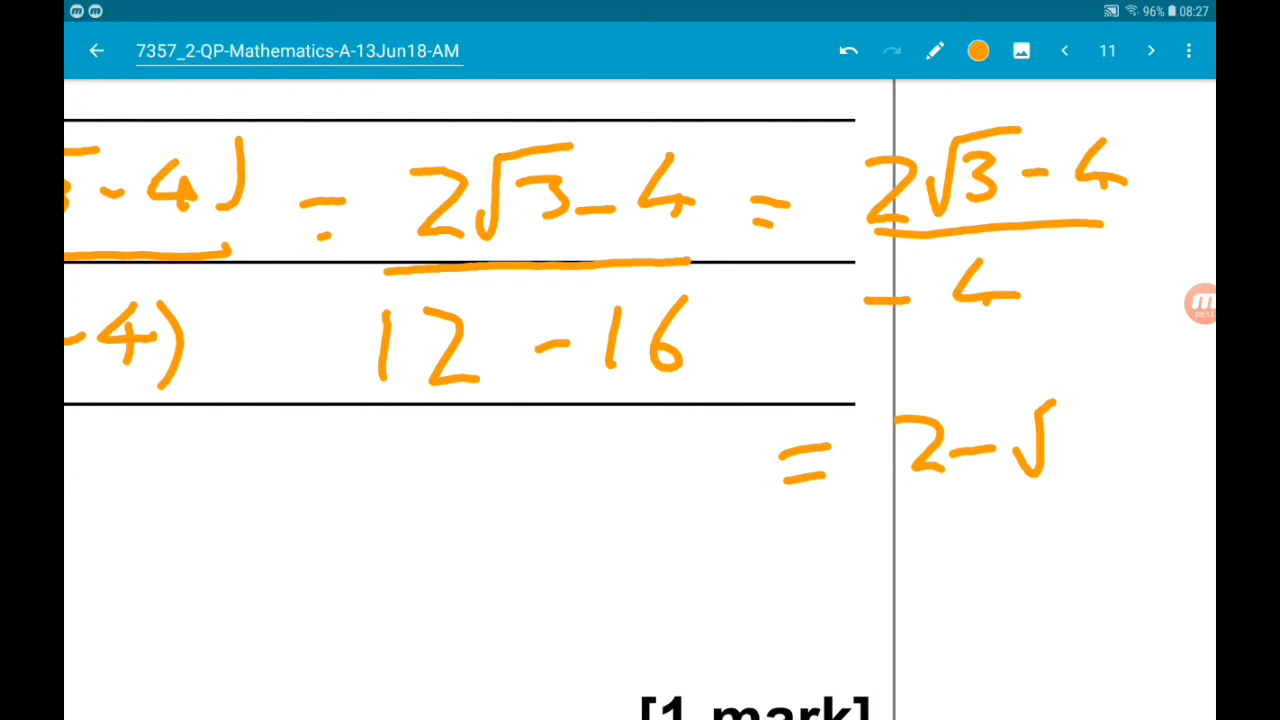 96% 08:27
7357_2-QP-Mathematics-A-13Jun18-AM 11
- 4) = 2√3 - 4 = 2√3 - 4
- 4) 12 - 16 - 4
= 2 - √
[1 mark]